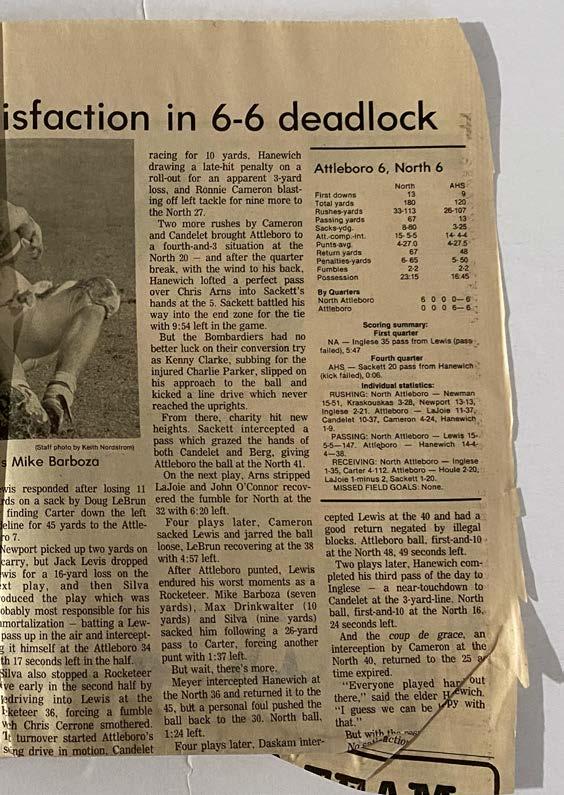 isfaction in 6-6 deadlock
(Staff photo by Keith Nordstrom)
s Mike Barboza
wis responded after losing 11
rds on a sack by Doug LeBrun
finding Carter down the left
eline for 45 yards to the Attle-
ro 7.
Newport picked up two yards on
carry, but Jack Levis dropped
wis for a 16-yard loss on the
xt play, and then Silva
roduced the play which was
obably most responsible for his
mmortalization – batting a Lew-
pass up in the air and intercept-
g it himself at the Attleboro 34
th 17 seconds left in the half.
Silva also stopped a Rocketeer
ve early in the second half by
edriving into Lewis at the
keteer 36, forcing a fumble
Chris Cerrone smothered.
turnover started Attleboro's
drive in motion, Candelet
racing for 10 yards, Hanewich
drawing a late-hit penalty on a
roll-out for an apparent 3-yard
loss, and Ronnie Cameron blast-
ing off left tackle for nine more to
the North 27.
Two more rushes by Cameron
and Candelet brought Attleboro to
a fourth-and-3 situation at the
North 20 – and after the quarter
break, with the wind to his back,
Hanewich lofted a perfect pass
over Chris Arns into Sackett's
hands at the 5. Sackett battled his
way into the end zone for the tie
with 9:54 left in the game.
But the Bombardiers had no
better luck on their conversion try
as Kenny Clarke, subbing for the
injured Charlie Parker, slipped on
his approach to the ball and
kicked a line drive which never
reached the uprights.
From there, charity hit new
heights. Sackett intercepted a
pass which grazed the hands of
both Candelet and Berg, giving
Attleboro the ball at the North 41.
On the next play, Arns stripped
LaJoie and John O'Connor recov-
ered the fumble for North at the
32 with 6:20 left.
Four plays later, Cameron
sacked Lewis and jarred the ball
loose, LeBrun recovering at the 38
with 4:57 left.
After Attleboro punted, Lewis
endured his worst moments as a
Rocketeer. Mike Barboza (seven
yards), Max Drinkwalter (10
yards) and Silva (nine yards)
sacked him following a 26-yard
pass to Carter, forcing another
punt with 1:37 left.
But wait, there's more.
Meyer intercepted Hanewich at
the North 36 and returned it to the
45, but a personal foul pushed the
ball back to the 30. North ball,
1:24 left.
Four plays later, Daskam inter-
Attleboro 6, North 6
North AHS
First downs 13 9
Total yards 180 120
Rushes-yards 33-113 26-107
Passing yards 67 13
Sacks-ydg. 8-80 3-25
Att.-comp.-int. 15-5-5 14-4-4
Punts-avg. 4-27.0 4-27.5
Return yards 67 48
Penalties-yards 6-65 5-50
Fumbles 2-2 2-2
Possession 23:15 16:45
By Quarters
North Attleboro 6 0 0 0—6
Attleboro 0 0 0 6—6
Scoring summary:
First quarter
NA — Inglese 35 pass from Lewis (pass
failed), 5:47
Fourth quarter
AHS — Sackett 20 pass from Hanewich
(kick failed), 0:06.
Individual statistics:
RUSHING: North Attleboro — Newman
15-51, Kraskouskas 3-28, Newport 13-13,
Inglese 2-21. Attleboro — LaJoie 11-37,
Candelet 10-37, Cameron 4-24, Hanewich
1-9.
PASSING: North Attleboro — Lewis 15-
5-5—147. Attleboro — Hanewich 14-4-
4—38.
RECEIVING: North Attleboro — Inglese
1-35, Carter 4-112. Attleboro — Houle 2-20,
LaJoie 1-minus 2, Sackett 1-20.
MISSED FIELD GOALS: None.
cepted Lewis at the 40 and had a
good return negated by illegal
blocks. Attleboro ball, first-and-10
at the North 48, 49 seconds left.
Two plays later, Hanewich com-
pleted his third pass of the day to
Inglese – a near-touchdown to
Candelet at the 3-yard-line. North
ball, first-and-10 at the North 16,
24 seconds left.
And the coup de grace, an
interception by Cameron at the
North 40, returned to the 25 a
time expired.
"Everyone played har out
there," said the elder H ewich.
"I guess we can be py with
that."
But with the